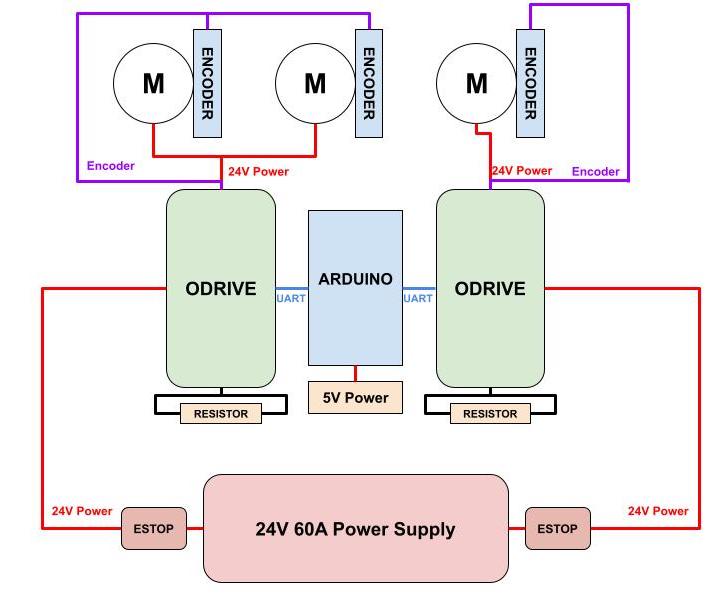 M
ENCODER
M
ENCODER
M
ENCODER
Encoder
24V Power
24V Power
Encoder
ODRIVE
UART
ARDUINO
UART
ODRIVE
RESISTOR
5V Power
RESISTOR
24V Power
ESTOP
24V 60A Power Supply
ESTOP
24V Power